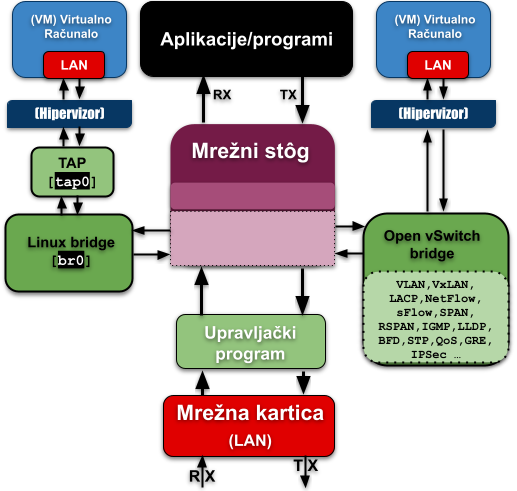 (VM) Virtualno
Računalo
LAN
(Hipervizor)
TAP
[tap0]
Linux bridge
[br0]
Aplikacije/programi
RX
TX
Mrežni stôg
Upravljački
program
Mrežna kartica
(LAN)
RX
TX
(VM) Virtualno
Računalo
LAN
(Hipervizor)
Open vSwitch
bridge
VLAN,VxLAN,
LACP,NetFlow,
sFlow,SPAN,
RSPAN,IGMP,LLDP,
BFD,STP,QoS,GRE,
IPSec …